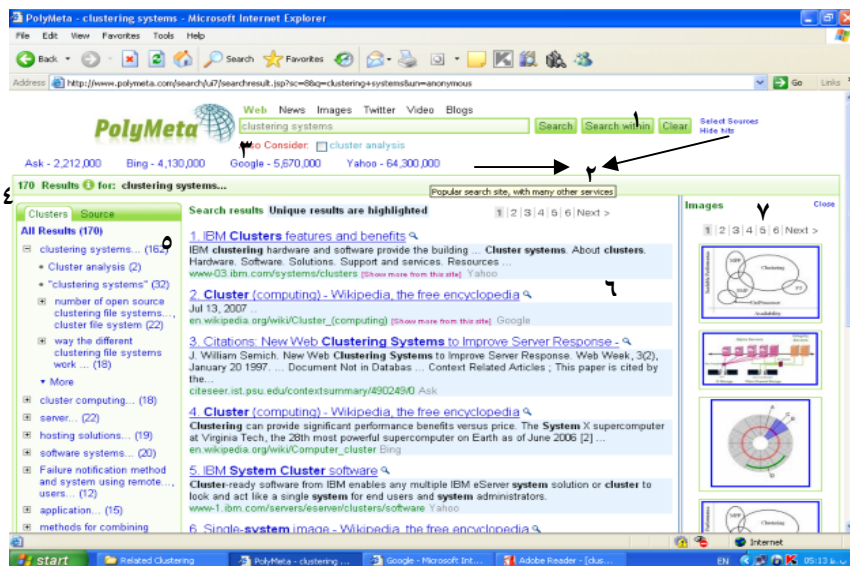 PolyMeta - clustering systems - Microsoft Internet Explorer
File Edit View Favorites Tools Help
Back Search Favorites
Address http://www.polymeta.com/search/ui7/searchresult.jsp?sc=8&q=clustering+systems&un=anonymous Go Links
Web News Images Twitter Video Blogs
PolyMeta clustering systems Search Search within Clear Select Sources
Hide hits
١
Also Consider: cluster analysis
٣
Ask - 2,212,000 Bing - 4,130,000 Google - 5,670,000 Yahoo - 64,300,000
٢
170 Results for: clustering systems...
٤
Popular search site, with many other services
Clusters Source
All Results (170)
clustering systems... (162)
٥
Cluster analysis (2)
"clustering systems" (32)
number of open source
clustering file systems...,
cluster file system (22)
way the different
clustering file systems
work ... (18)
More
cluster computing... (18)
server... (22)
hosting solutions... (19)
software systems... (20)
Failure notification method
and system using remote...,
users... (12)
application... (15)
methods for combining
Search results Unique results are highlighted 1 2 3 4 5 6 Next >
1. IBM Clusters features and benefits
IBM clustering hardware and software provide the building ... Cluster systems. About clusters.
Hardware. Software. Solutions. Support and services. Resources ...
www-03.ibm.com/systems/clusters [Show more from this site] Yahoo
٦
2. Cluster (computing) - Wikipedia, the free encyclopedia
Jul 13, 2007 ..
en.wikipedia.org/wiki/Cluster_(computing) [Show more from this site] Google
3. Citations: New Web Clustering Systems to Improve Server Response -
J. William Semich. New Web Clustering Systems to Improve Server Response. Web Week, 3(2),
January 20 1997. ... Document Not in Databas ... Context Related Articles ; This paper is cited by
the...
citeseer.ist.psu.edu/contextsummary/490249/0 Ask
4. Cluster (computing) - Wikipedia, the free encyclopedia
Clustering can provide significant performance benefits versus price. The System X supercomputer
at Virginia Tech, the 28th most powerful supercomputer on Earth as of June 2006 [2] ...
en.wikipedia.org/wiki/Computer_cluster Bing
5. IBM System Cluster software
Cluster-ready software from IBM enables any multiple IBM eServer system solution or cluster to
look and act like a single system for end users and system administrators.
www-1.ibm.com/servers/eserver/clusters/software Yahoo
6. Single-system image - Wikipedia, the free encyclopedia
Images Close
٧
1 2 3 4 5 6 Next >
Clustering
Availability
Clustering
Internet
start Related Clustering PolyMeta - clustering ... Google - Microsoft Int... Adobe Reader - [clus... EN 05:13